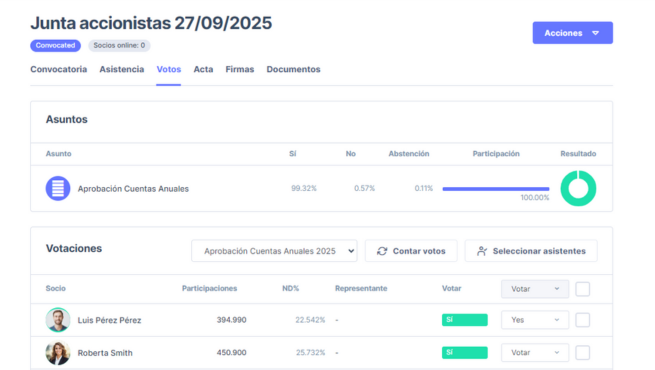 Junta accionistas 27/09/2025
Convocated Socios online: 0
Acciones
Convocatoria Asistencia Votos Acta Firmas Documentos
Asuntos
Asunto Sí No Abstención Participación Resultado
Aprobación Cuentas Anuales 99.32% 0.57% 0.11% 100.00%
Votaciones Aprobación Cuentas Anuales 2025 Contar votos Seleccionar asistentes
Socio Participaciones ND% Representante Votar Votar
Luis Pérez Pérez 394.990 22.542% - Sí Yes
Roberta Smith 450.900 25.732% - Sí Votar